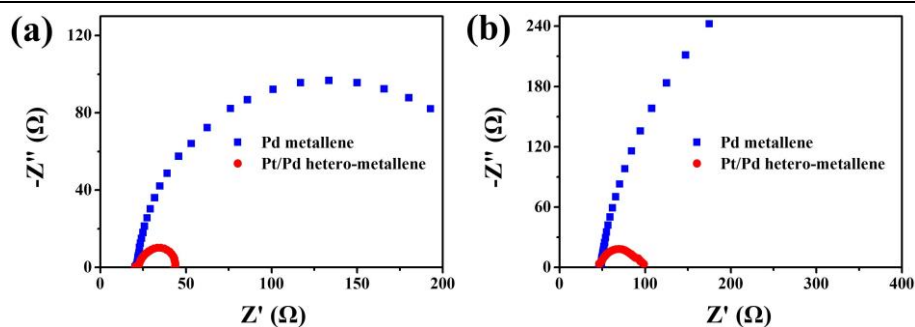 (a)
120
80
40
0
-Z'' (Ω)
Pd metallene
Pt/Pd hetero-metallene
0 50 100 150 200
Z' (Ω)
(b)
240
180
120
60
0
-Z'' (Ω)
Pd metallene
Pt/Pd hetero-metallene
0 100 200 300 400
Z' (Ω)